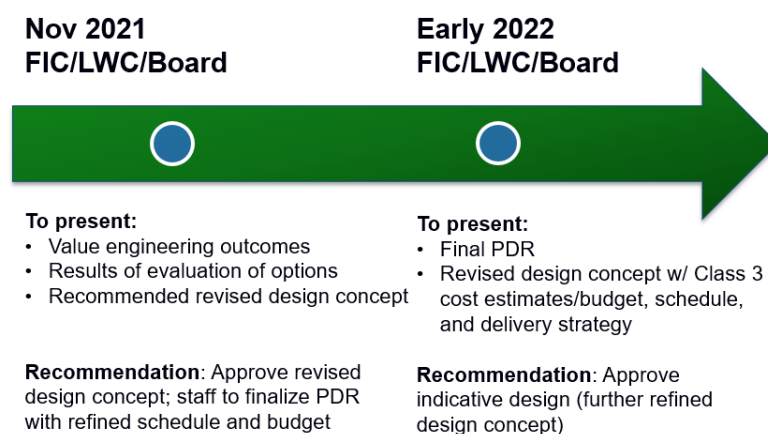 Nov 2021
FIC/LWC/Board
Early 2022
FIC/LWC/Board
To present:
• Value engineering outcomes
• Results of evaluation of options
• Recommended revised design concept
Recommendation: Approve revised
design concept; staff to finalize PDR
with refined schedule and budget
To present:
• Final PDR
• Revised design concept w/ Class 3
cost estimates/budget, schedule,
and delivery strategy
Recommendation: Approve
indicative design (further refined
design concept)